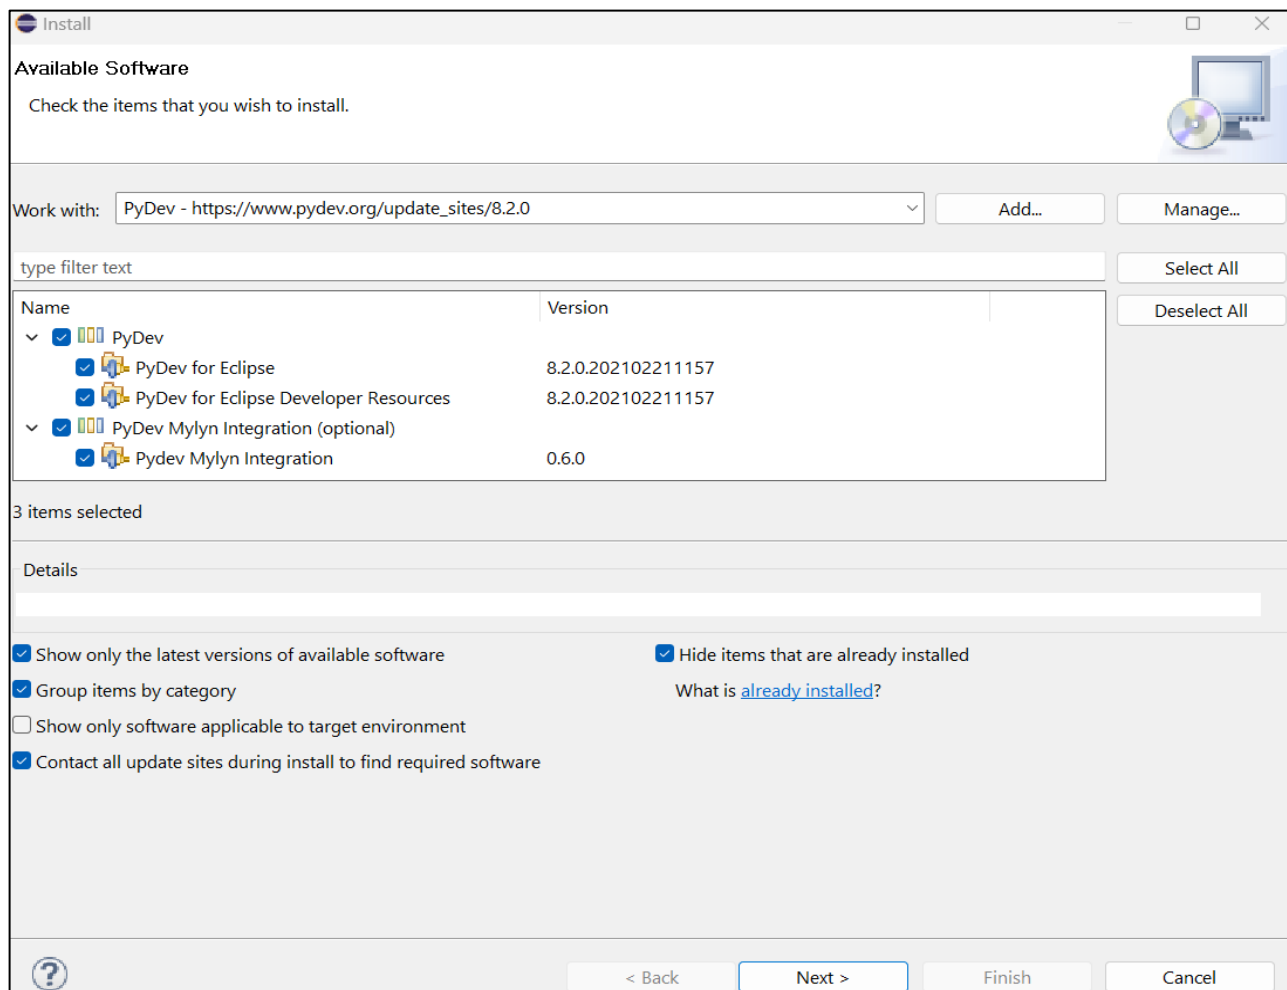 Install
Available Software
Check the items that you wish to install.
Work with: PyDev - https://www.pydev.org/update_sites/8.2.0 Add... Manage...
type filter text Select All
Name Version Deselect All
PyDev
PyDev for Eclipse 8.2.0.202102211157
PyDev for Eclipse Developer Resources 8.2.0.202102211157
PyDev Mylyn Integration (optional)
Pydev Mylyn Integration 0.6.0
3 items selected
Details
Show only the latest versions of available software Hide items that are already installed
Group items by category What is already installed?
Show only software applicable to target environment
Contact all update sites during install to find required software
? < Back Next > Finish Cancel